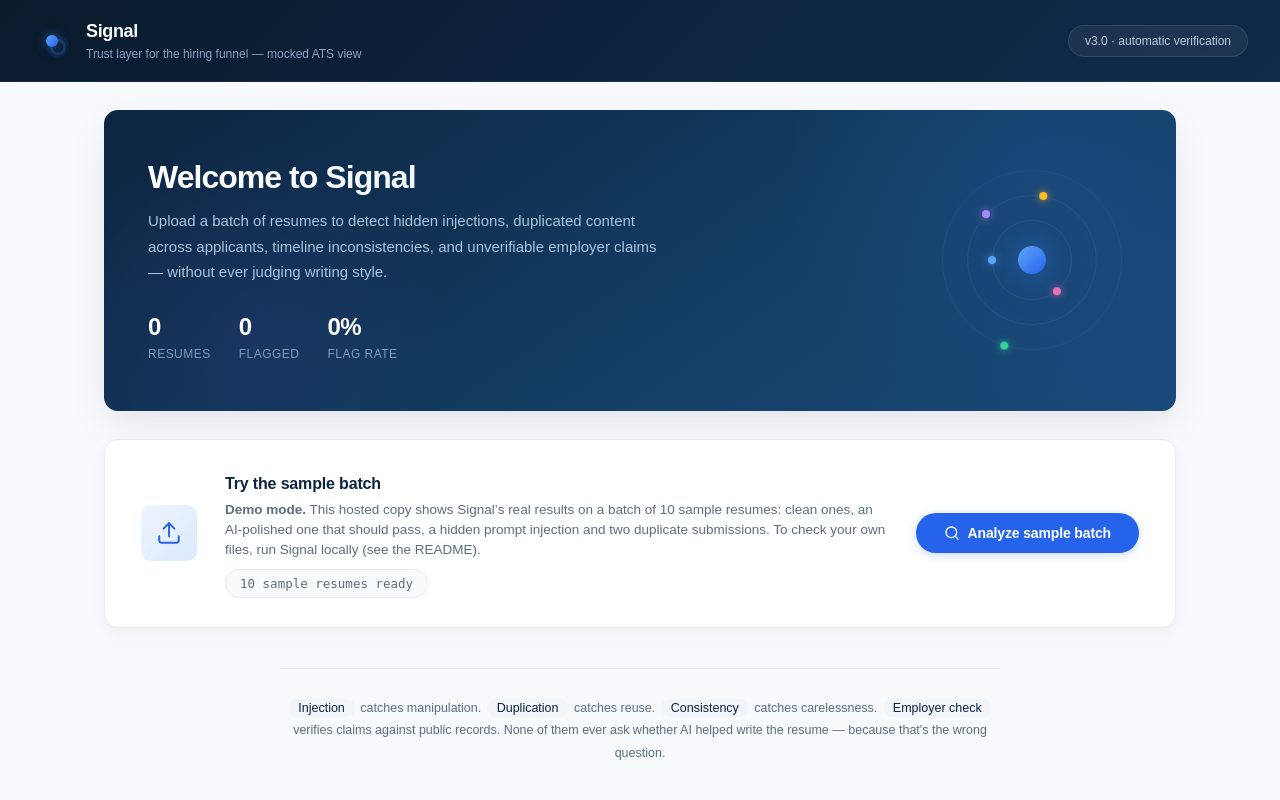 Signal
Trust layer for the hiring funnel — mocked ATS view
v3.0 · automatic verification
Welcome to Signal
Upload a batch of resumes to detect hidden injections, duplicated content
across applicants, timeline inconsistencies, and unverifiable employer claims
— without ever judging writing style.
0 0 0%
RESUMES FLAGGED FLAG RATE
Try the sample batch
Demo mode. This hosted copy shows Signal’s real results on a batch of 10 sample resumes: clean ones, an
AI-polished one that should pass, a hidden prompt injection and two duplicate submissions. To check your own
files, run Signal locally (see the README).
10 sample resumes ready
Analyze sample batch
Injection catches manipulation. Duplication catches reuse. Consistency catches carelessness. Employer check
verifies claims against public records. None of them ever ask whether AI helped write the resume — because that's the wrong
question.